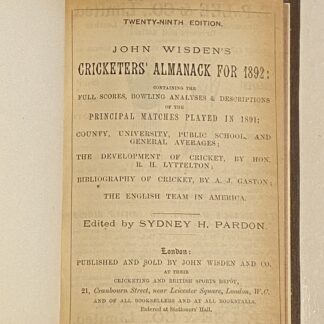 TWENTY-NINTH EDITION.
JOHN WISDEN'S
CRICKETERS' ALMANACK FOR 1892:
CONTAINING THE
FULL SCORES, BOWLING ANALYSES & DESCRIPTIONS
OF THE
PRINCIPAL MATCHES PLAYED IN 1891;
COUNTY, UNIVERSITY, PUBLIC SCHOOL, AND
GENERAL AVERAGES;
THE DEVELOPMENT OF CRICKET, BY HON.
R. H. LYTTELTON;
BIBLIOGRAPHY OF CRICKET, BY A. J. GASTON;
THE ENGLISH TEAM IN AMERICA.
Edited by SYDNEY H. PARDON.
London:
PUBLISHED AND SOLD BY JOHN WISDEN AND CO.
AT THEIR
CRICKETING AND BRITISH SPORTS DEPÔT,
21, Cranbourn Street, near Leicester Square, London, W.C.
AND OF ALL BOOKSELLERS AND AT ALL BOOKSTALLS.
Entered at Stationers' Hall.